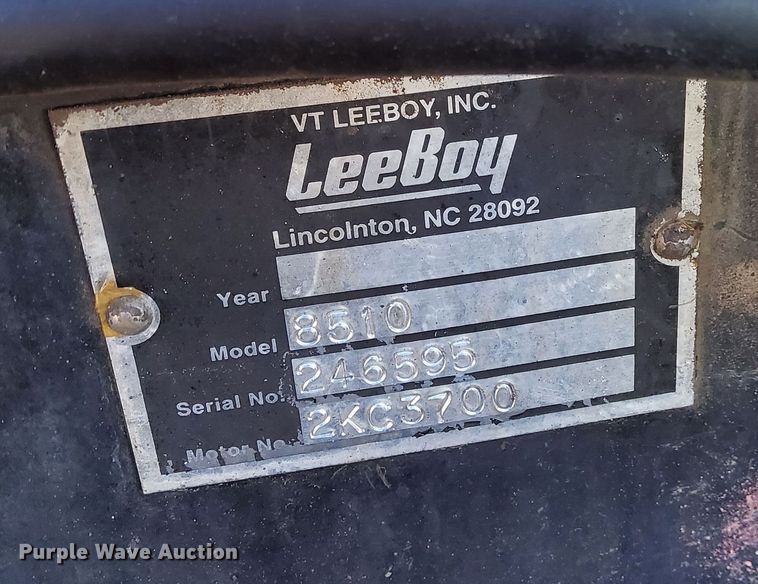 VT LEEBOY, INC.
LeeBoy
Lincolnton, NC 28092
Year
Model 8510
Serial No. 246595
Motor No. 2KC3700
Purple Wave Auction